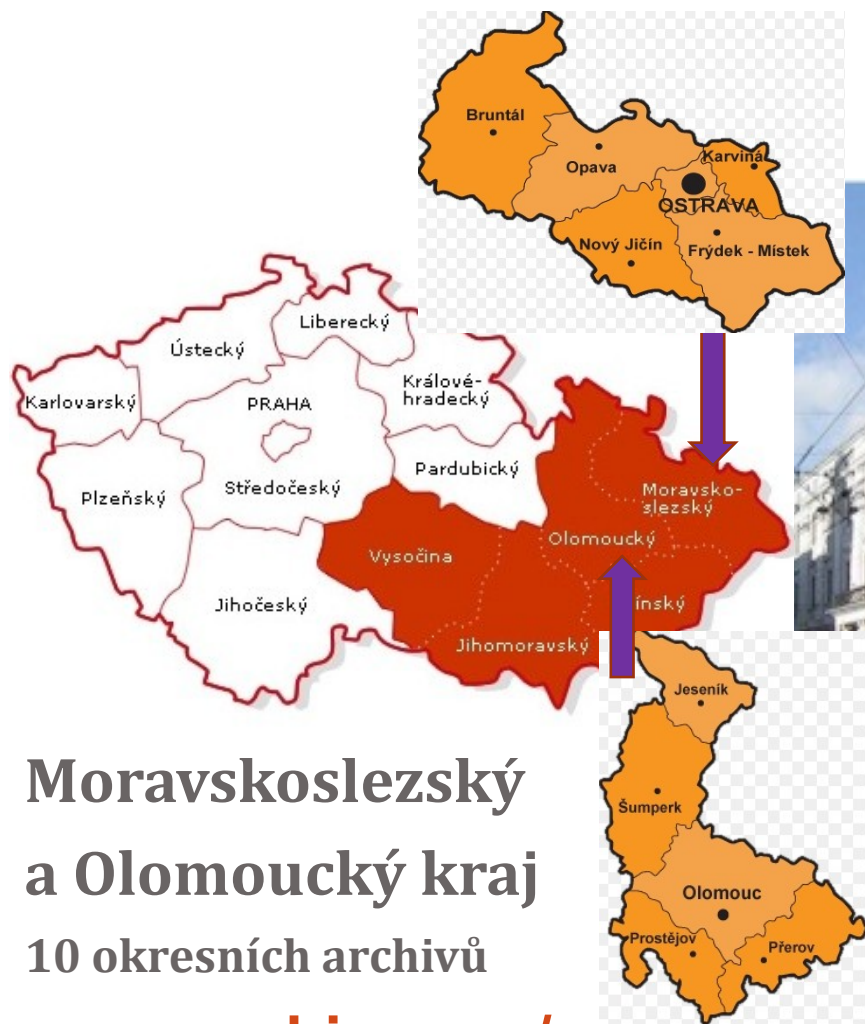 Bruntál
Opava
Karviná
OSTRAVA
Nový Jičín
Frýdek - Místek
Liberecký
Ústecký
Karlovarský
PRAHA
Králové-
hradecký
Pardubický
Středočeský
Plzeňský
Moravsko-
slezský
Olomoucký
Vysočina
Jihočeský
ínský
Jihomoravský
Jeseník
Šumperk
Olomouc
Prostějov
Přerov
Moravskoslezský
a Olomoucký kraj
10 okresních archivů